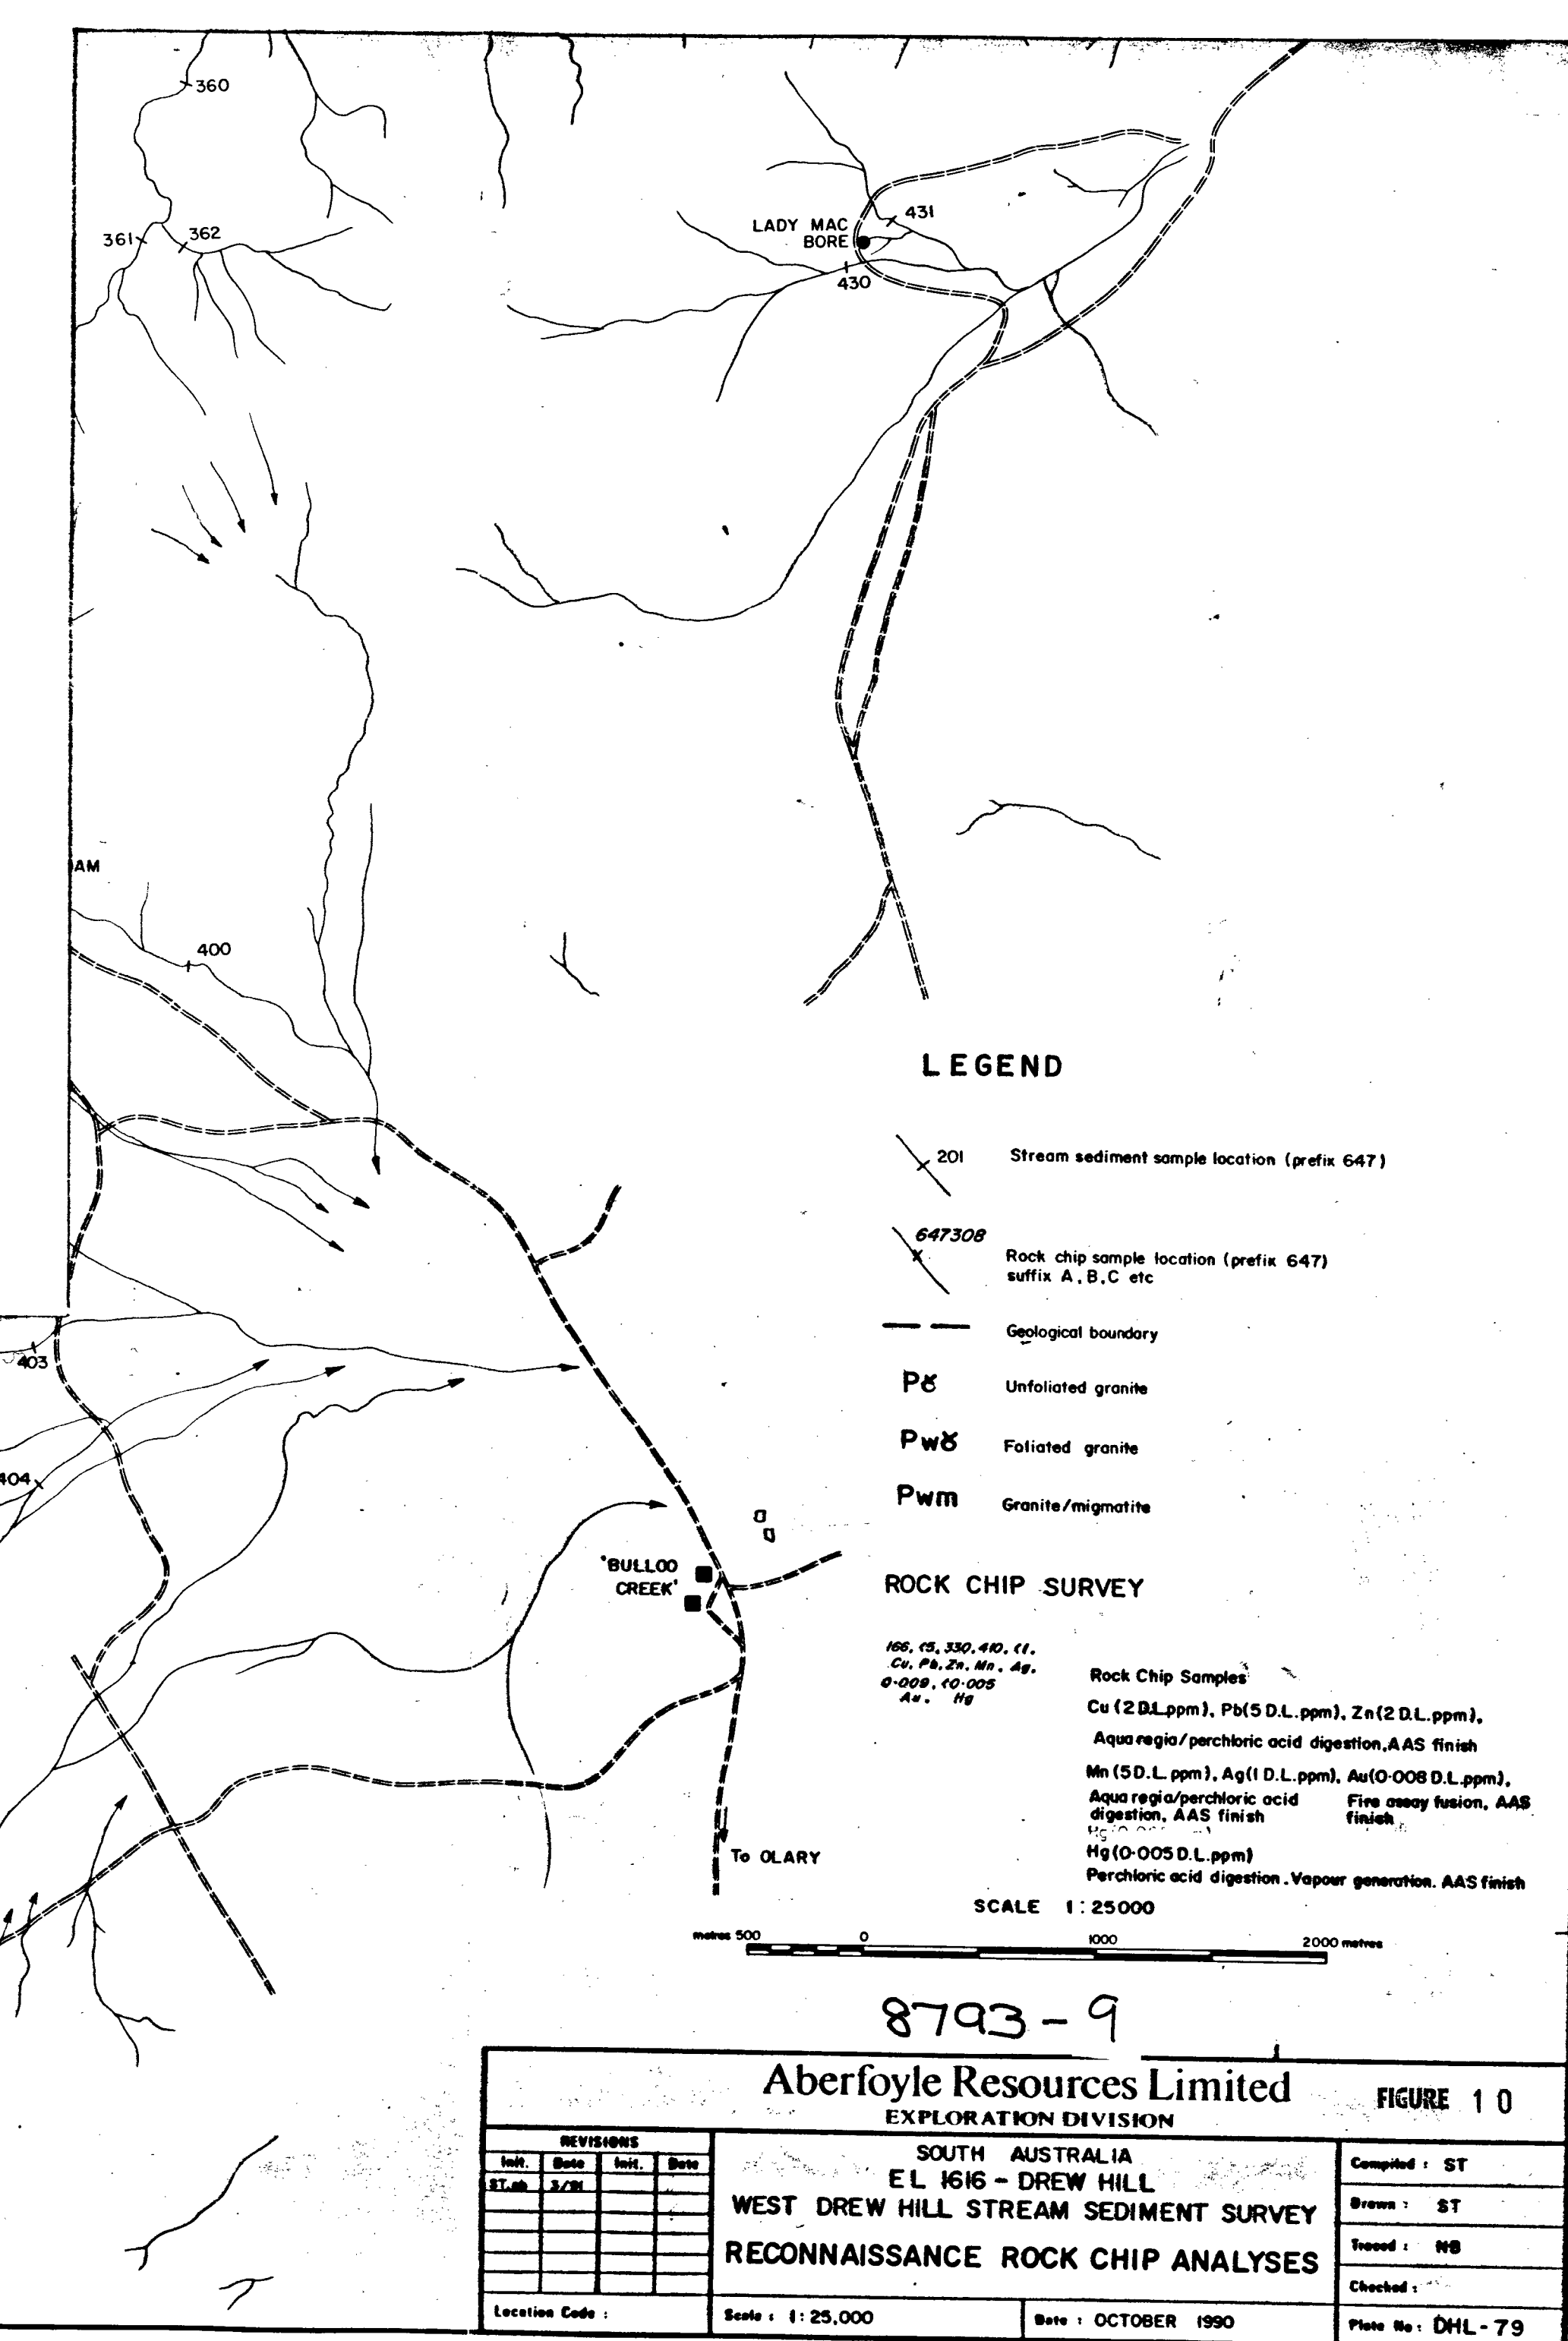 360
361
362
431
LADY MAC
BORE
430
AM
400
LEGEND
201 Stream sediment sample location (prefix 647)
647308
Rock chip sample location (prefix 647)
suffix A, B, C etc
Geological boundary
403
Unfoliated granite
Foliated granite
404
Pwm Granite/migmatite
'BULLOO
CREEK'
ROCK CHIP SURVEY
166, <5, 330, 410, <1.
Cu, Pb, Zn, Mn, Ag,
0·009, <0·005
Au. Hg
Rock Chip Samples
Cu (2 D.L.ppm), Pb(5 D.L.ppm), Zn(2 D.L.ppm),
Aqua regia/perchloric acid digestion, AAS finish
Mn (5 D.L. ppm), Ag(1 D.L.ppm), Au(0·008 D.L.ppm),
Aqua regia/perchloric acid Fire assay fusion, AAS
digestion, AAS finish finish
Hg(0·005 D.L.ppm)
Perchloric acid digestion. Vapour generation. AAS finish
To OLARY
SCALE 1:25000
metres 500 0 1000 2000 metres
8793-9
Aberfoyle Resources Limited
EXPLORATION DIVISION
FIGURE 10
REVISIONS
Init. Date Init. Date
3/91
SOUTH AUSTRALIA
EL 1616 - DREW HILL
WEST DREW HILL STREAM SEDIMENT SURVEY
RECONNAISSANCE ROCK CHIP ANALYSES
Compiled : ST
Drawn : ST
Traced : NB
Checked :
Location Code :
Scale : 1:25,000
Date : OCTOBER 1990
Plate No: DHL-79